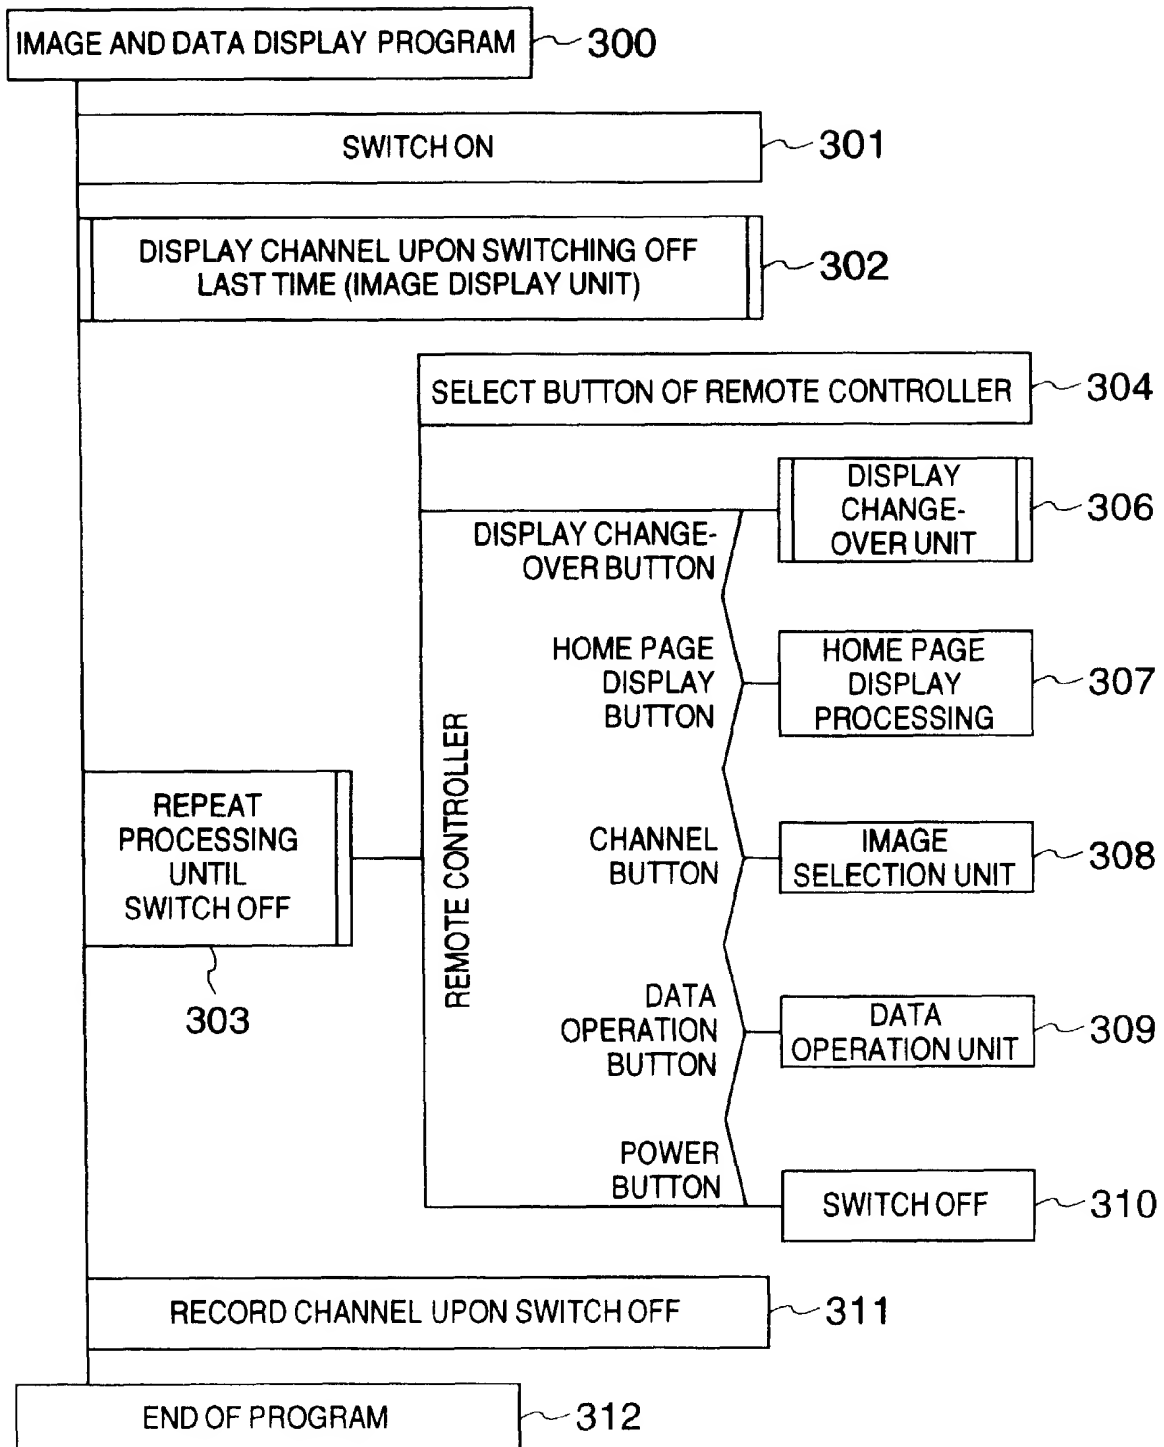 IMAGE AND DATA DISPLAY PROGRAM
300
SWITCH ON
301
DISPLAY CHANNEL UPON SWITCHING OFF
LAST TIME (IMAGE DISPLAY UNIT)
302
SELECT BUTTON OF REMOTE CONTROLLER
304
DISPLAY CHANGE-
OVER BUTTON
DISPLAY
CHANGE-
OVER UNIT
306
HOME PAGE
DISPLAY
BUTTON
HOME PAGE
DISPLAY
PROCESSING
307
REMOTE CONTROLLER
REPEAT
PROCESSING
UNTIL
SWITCH OFF
303
CHANNEL
BUTTON
IMAGE
SELECTION UNIT
308
DATA
OPERATION
BUTTON
DATA
OPERATION UNIT
309
POWER
BUTTON
SWITCH OFF
310
RECORD CHANNEL UPON SWITCH OFF
311
END OF PROGRAM
312